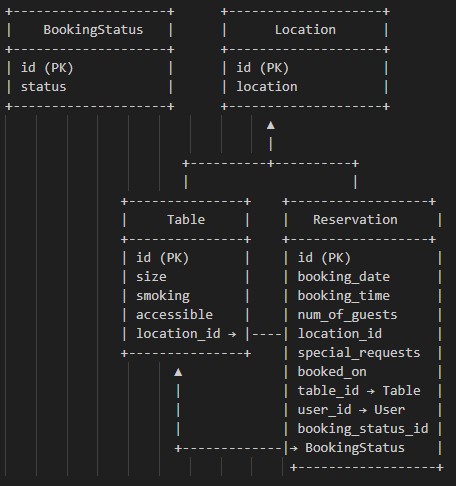 BookingStatus
id (PK)
status
Location
id (PK)
location
Table
id (PK)
size
smoking
accessible
location_id →
Reservation
id (PK)
booking_date
booking_time
num_of_guests
location_id
special_requests
booked_on
table_id → Table
user_id → User
booking_status_id
→ BookingStatus